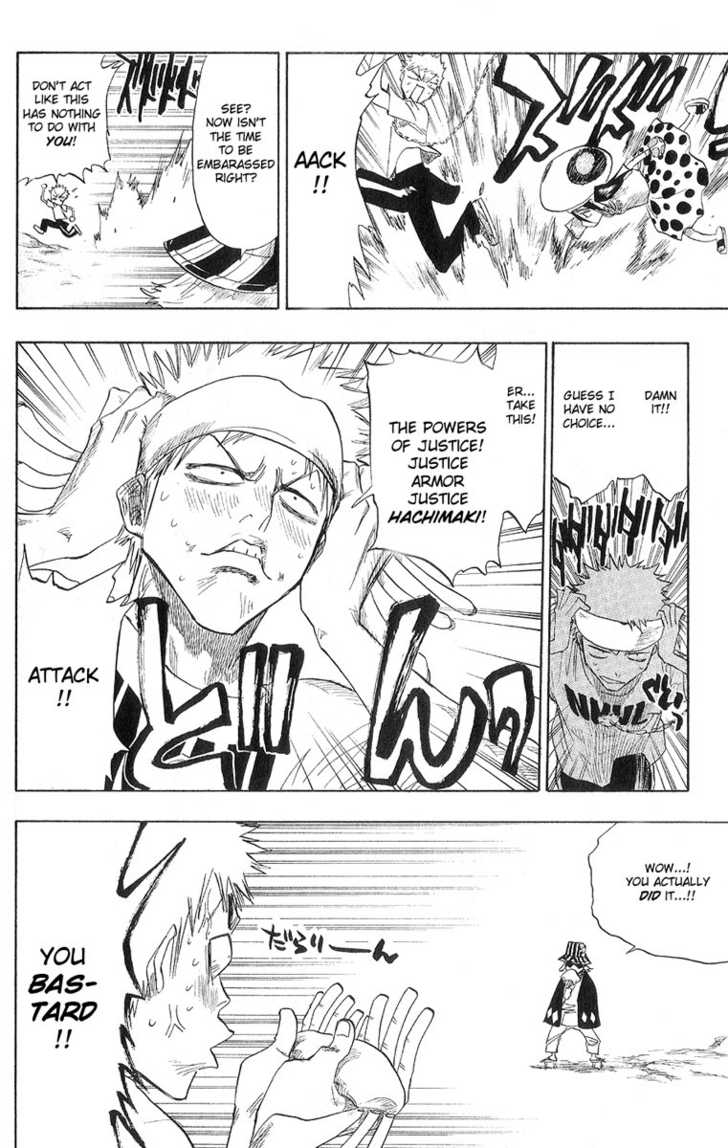 AACK
!!
SEE?
NOW ISN'T
THE TIME
TO BE
EMBARASSED
RIGHT?
DON'T ACT
LIKE THIS
HAS NOTHING
TO DO WITH
YOU!
DAMN
IT!!
GUESS I
HAVE NO
CHOICE...
ER...
TAKE
THIS!
THE POWERS
OF JUSTICE!
JUSTICE
ARMOR
JUSTICE
HACHIMAKI!
ATTACK
!!
WOW...!
YOU ACTUALLY
DID IT...!!
だらりーん
YOU
BAS-
TARD
!!